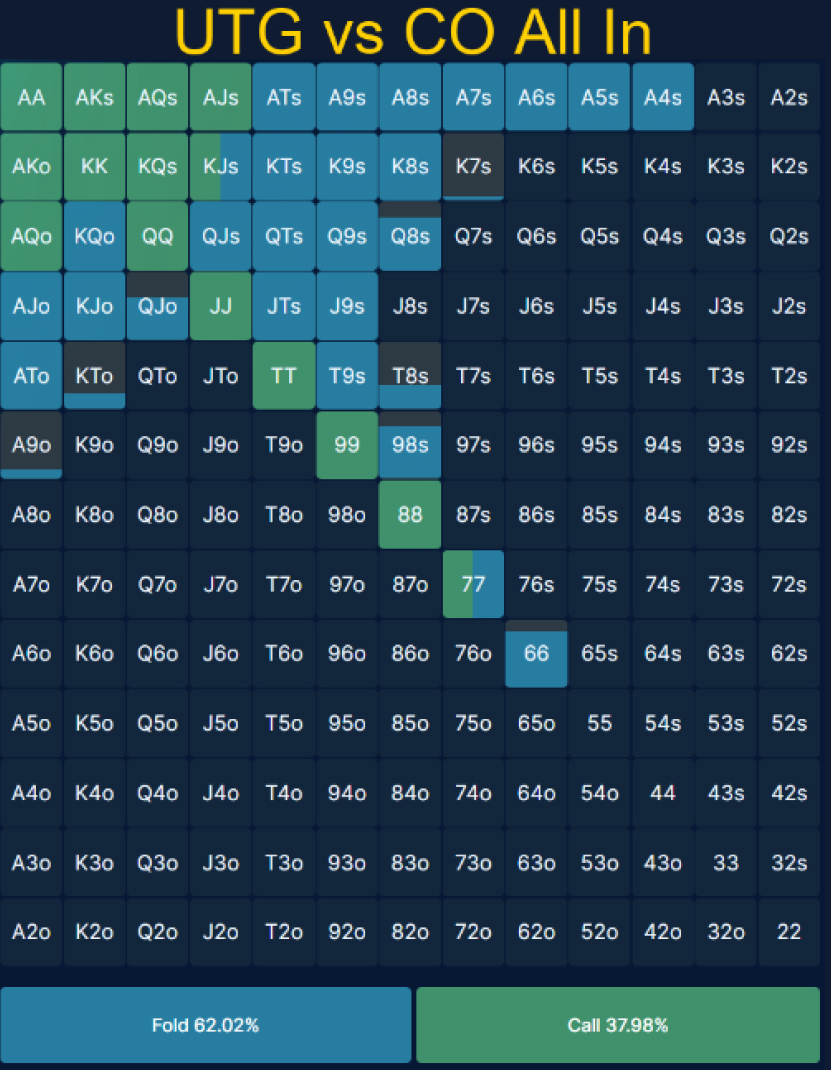 UTG vs CO All In
AA AKs AQs AJs ATs A9s A8s A7s A6s A5s A4s A3s A2s
AKo KK KQs KJs KTs K9s K8s K7s K6s K5s K4s K3s K2s
AQo KQo QQ QJs QTs Q9s Q8s Q7s Q6s Q5s Q4s Q3s Q2s
AJo KJo QJo JJ JTs J9s J8s J7s J6s J5s J4s J3s J2s
ATo KTo QTo JTo TT T9s T8s T7s T6s T5s T4s T3s T2s
A9o K9o Q9o J9o T9o 99 98s 97s 96s 95s 94s 93s 92s
A8o K8o Q8o J8o T8o 98o 88 87s 86s 85s 84s 83s 82s
A7o K7o Q7o J7o T7o 97o 87o 77 76s 75s 74s 73s 72s
A6o K6o Q6o J6o T6o 96o 86o 76o 66 65s 64s 63s 62s
A5o K5o Q5o J5o T5o 95o 85o 75o 65o 55 54s 53s 52s
A4o K4o Q4o J4o T4o 94o 84o 74o 64o 54o 44 43s 42s
A3o K3o Q3o J3o T3o 93o 83o 73o 63o 53o 43o 33 32s
A2o K2o Q2o J2o T2o 92o 82o 72o 62o 52o 42o 32o 22
Fold 62.02% Call 37.98%